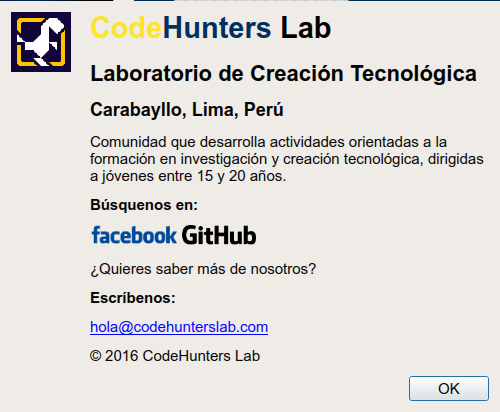 CodeHunters Lab
Laboratorio de Creación Tecnológica
Carabayllo, Lima, Perú
Comunidad que desarrolla actividades orientadas a la
formación en investigación y creación tecnológica, dirigidas
a jóvenes entre 15 y 20 años.
Búsquenos en:
facebook GitHub
¿Quieres saber más de nosotros?
Escríbenos:
hola@codehunterslab.com
© 2016 CodeHunters Lab
OK